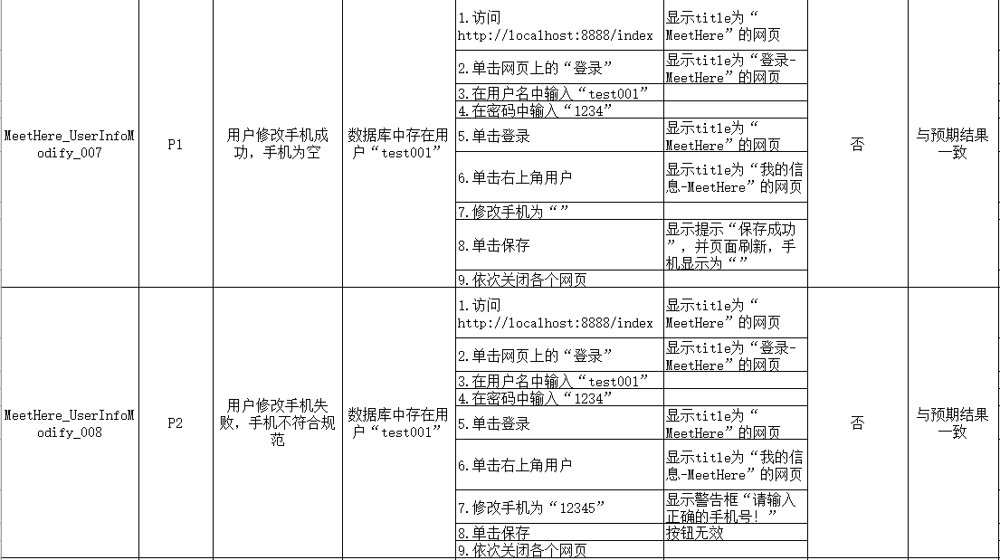 MeetHere_UserInfoM
odify_007
P1
用户修改手机成
功，手机为空
数据库中存在用
户“test001”
1.访问
http://localhost:8888/index
显示title为“
MeetHere”的网页
2.单击网页上的“登录”
显示title为“登录-
MeetHere”的网页
3.在用户名中输入“test001”
4.在密码中输入“1234”
5.单击登录
显示title为“
MeetHere”的网页
6.单击右上角用户
显示title为“我的信
息-MeetHere”的网页
7.修改手机为“”
8.单击保存
显示提示“保存成功
”，并页面刷新，手
机显示为“”
9.依次关闭各个网页
否
与预期结果
一致
MeetHere_UserInfoM
odify_008
P2
用户修改手机失
败，手机不符合规
范
数据库中存在用
户“test001”
1.访问
http://localhost:8888/index
显示title为“
MeetHere”的网页
2.单击网页上的“登录”
显示title为“登录-
MeetHere”的网页
3.在用户名中输入“test001”
4.在密码中输入“1234”
5.单击登录
显示title为“
MeetHere”的网页
6.单击右上角用户
显示title为“我的信
息-MeetHere”的网页
7.修改手机为“12345”
显示警告框“请输入
正确的手机号！”
8.单击保存
按钮无效
9.依次关闭各个网页
否
与预期结果
一致